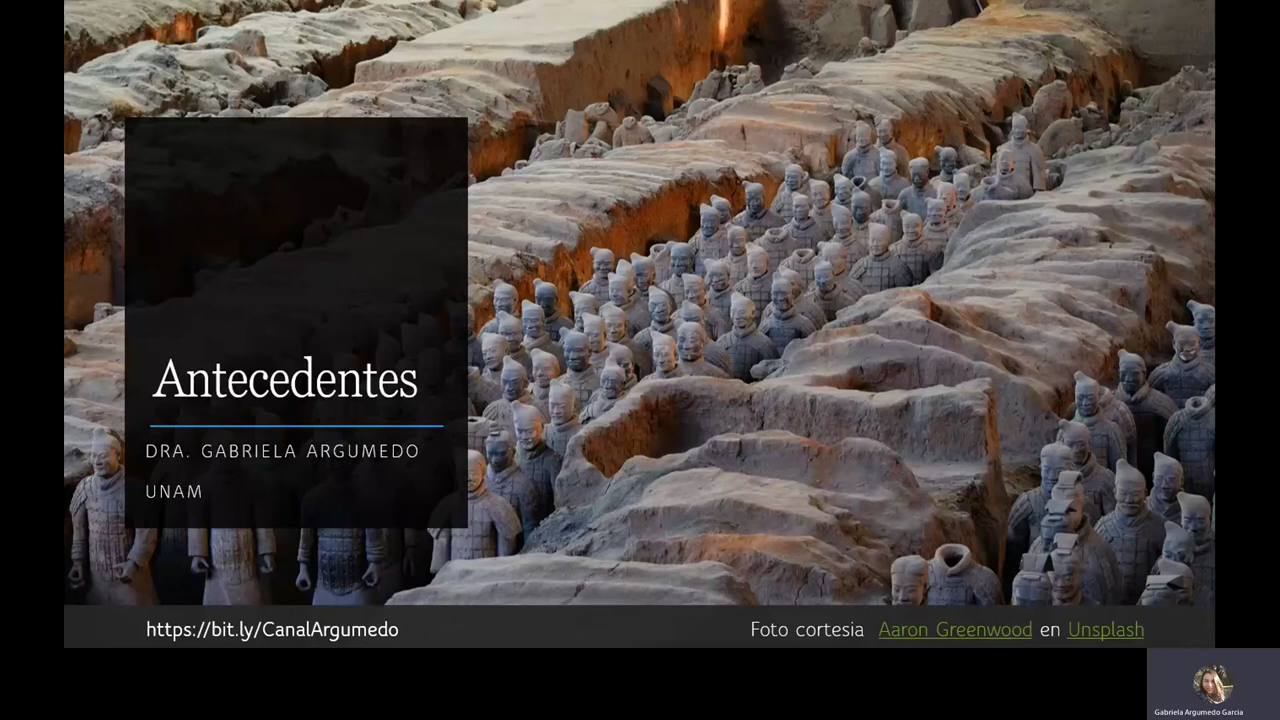 Antecedentes
DRA. GABRIELA ARGUMEDO
UNAM
https://bit.ly/CanalArgumedo
Foto cortesia Aaron Greenwood en Unsplash
Gabriela Argumedo Garcia